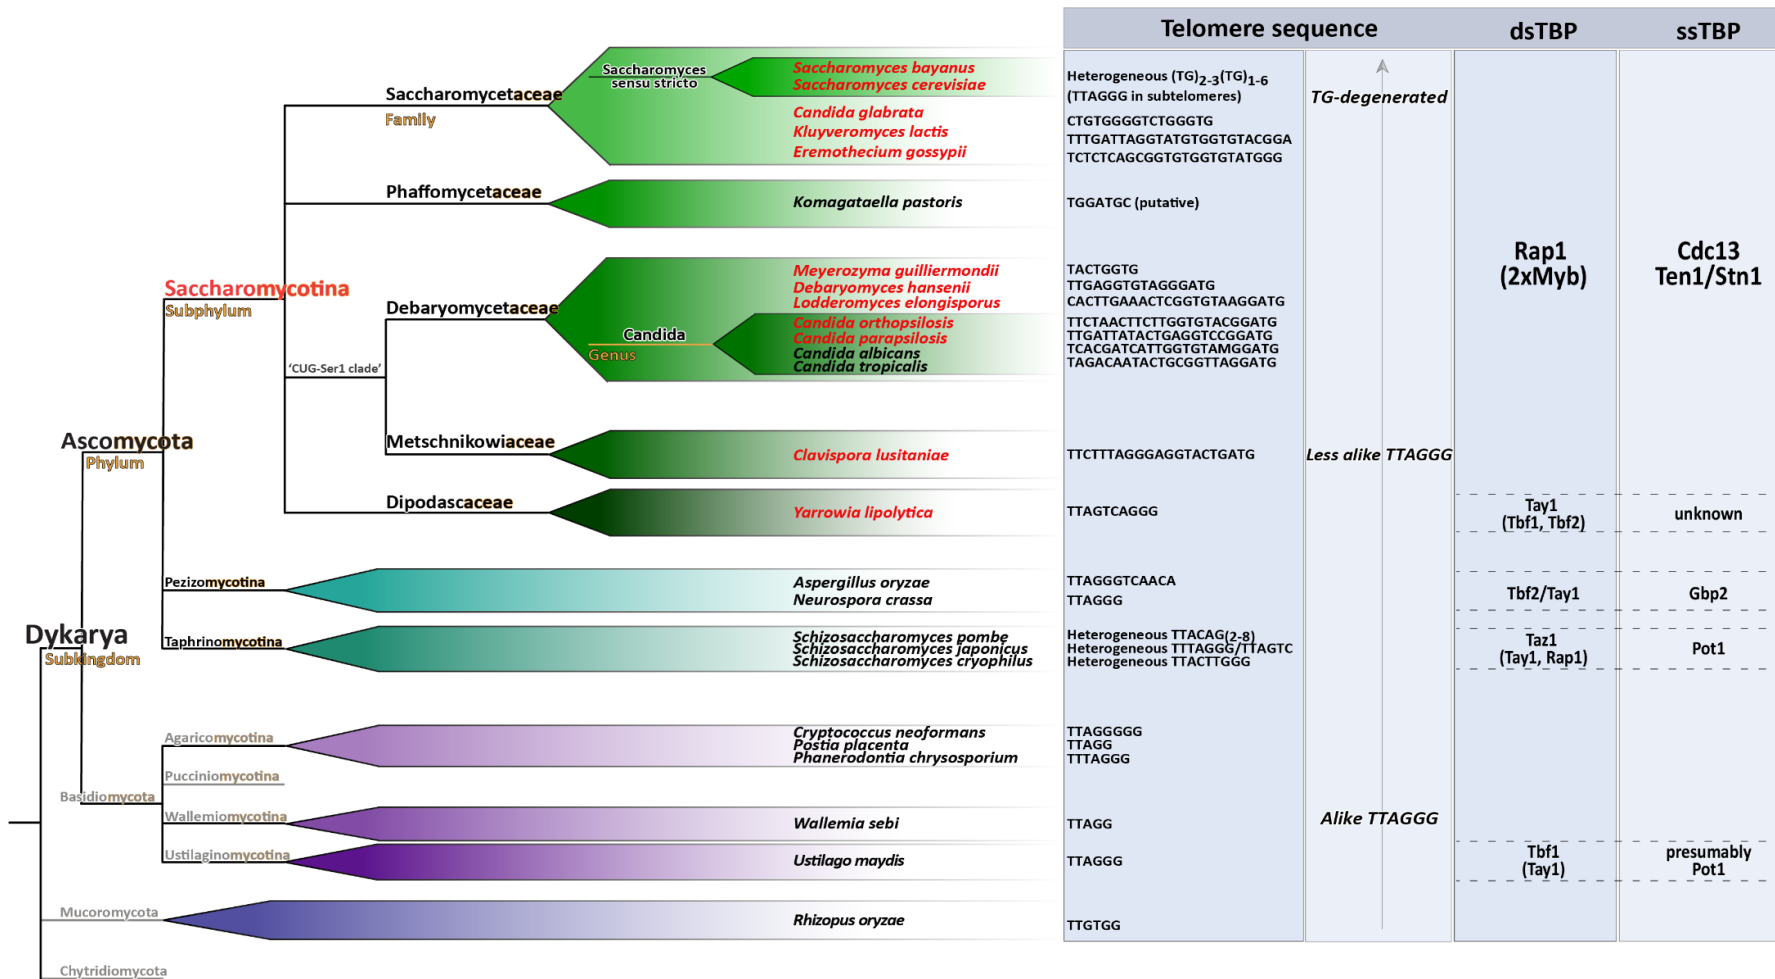 Telomere sequence dsTBP ssTBP
Saccharomycetaceae
Family
Saccharomyces
sensu stricto
Saccharomyces bayanus
Saccharomyces cerevisiae
Candida glabrata
Kluyveromyces lactis
Eremothecium gossypii
Heterogeneous (TG)2-3(TG)1-6
(TTAGGG in subtelomeres)
CTGTGGGGTCTGGGTG
TTTGATTAGGTATGTGGTGTACGGA
TCTCTCAGCGGTGTGGTGTATGGG
TG-degenerated
Phaffomycetaceae
Komagataella pastoris
TGGATGC (putative)
Rap1
(2xMyb)
Cdc13
Ten1/Stn1
Saccharomycotina
Subphylum
Debaryomycetaceae
Meyerozyma guilliermondii
Debaryomyces hansenii
Lodderomyces elongisporus
Candida
Genus
Candida orthopsilosis
Candida parapsilosis
Candida albicans
Candida tropicalis
TACTGGTG
TTGAGGTGTAGGGATG
CACTTGAAACTCGGTGTAAGGATG
TTCTAACTTCTTGGTGTACGGATG
TTGATTATACTGAGGTCCGGATG
TCACGATCATTGGTGTAMGGATG
TAGACAATACTGCGGTTAGGATG
'CUG-Ser1 clade'
Metschnikowiaceae
Clavispora lusitaniae
TTCTTTAGGGAGGTACTGATG
Less alike TTAGGG
Ascomycota
Phylum
Dipodascaceae
Yarrowia lipolytica
TTAGTCAGGG
Tay1
(Tbf1, Tbf2)
unknown
Pezizomycotina
Aspergillus oryzae
Neurospora crassa
TTAGGGTCAACA
TTAGGG
Tbf2/Tay1
Gbp2
Dykarya
Subkingdom
Taphrinomycotina
Schizosaccharomyces pombe
Schizosaccharomyces japonicus
Schizosaccharomyces cryophilus
Heterogeneous TTACAG(2-8)
Heterogeneous TTTAGGG/TTAGTC
Heterogeneous TTACTTGGG
Taz1
(Tay1, Rap1)
Pot1
Agaricomycotina
Cryptococcus neoformans
Postia placenta
Phanerodontia chrysosporium
TTAGGGGG
TTAGG
TTTAGGG
Pucciniomycotina
Basidiomycota
Wallemiomycotina
Wallemia sebi
TTAGG
Alike TTAGGG
Ustilaginomycotina
Ustilago maydis
TTAGGG
Tbf1
(Tay1)
presumably
Pot1
Mucoromycota
Rhizopus oryzae
TTGTGG
Chytridiomycota